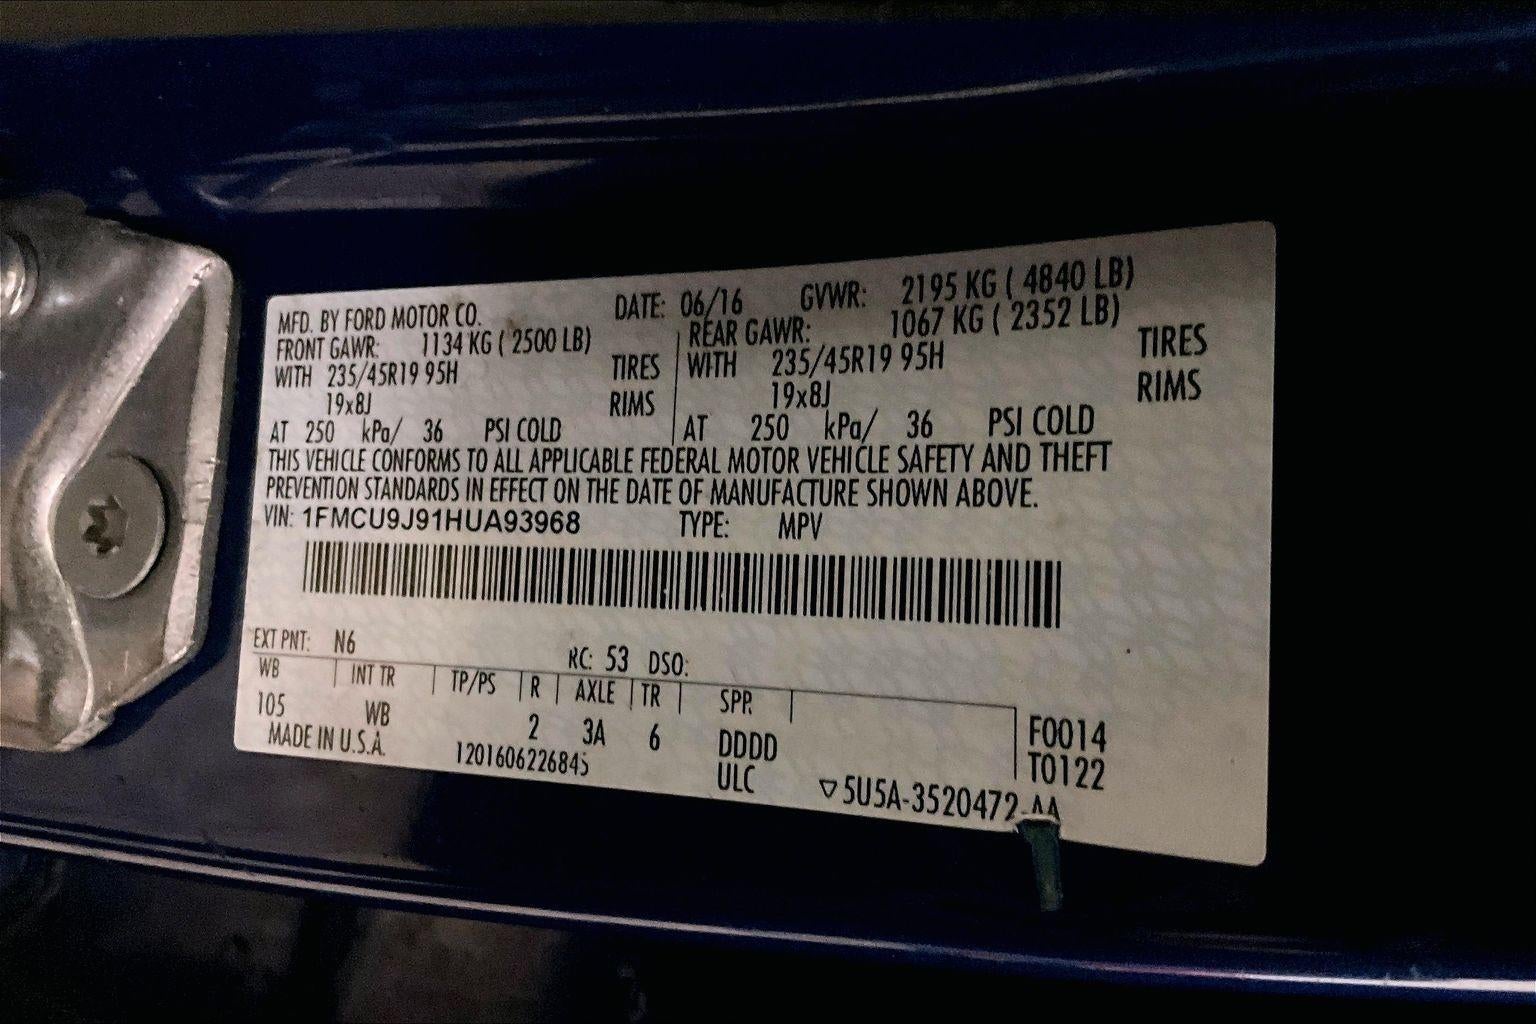 MFD. BY FORD MOTOR CO. DATE: 06/16 GVWR: 2195 KG ( 4840 LB)
FRONT GAWR: 1134 KG ( 2500 LB) REAR GAWR: 1067 KG ( 2352 LB)
WITH 235/45R19 95H TIRES WITH 235/45R19 95H TIRES
19x8J RIMS 19x8J RIMS
AT 250 kPa/ 36 PSI COLD AT 250 kPa/ 36 PSI COLD
THIS VEHICLE CONFORMS TO ALL APPLICABLE FEDERAL MOTOR VEHICLE SAFETY AND THEFT
PREVENTION STANDARDS IN EFFECT ON THE DATE OF MANUFACTURE SHOWN ABOVE.
VIN: 1FMCU9J91HUA93968 TYPE: MPV
EXT PNT: N6 RC: 53 DSO:
WB INT TR TP/PS R AXLE TR SPR
105 WB 2 3A 6 DDDD F0014
MADE IN U.S.A. 1201606226845 ULC T0122
▽5U5A-3520472-AA